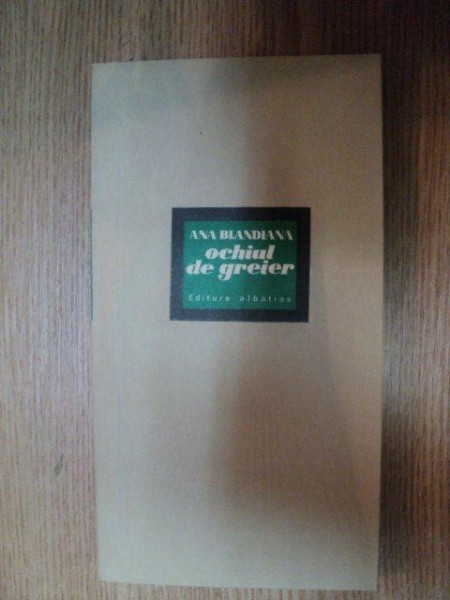 ANA BLANDIANA
ochiul
de greier
Editura albatros